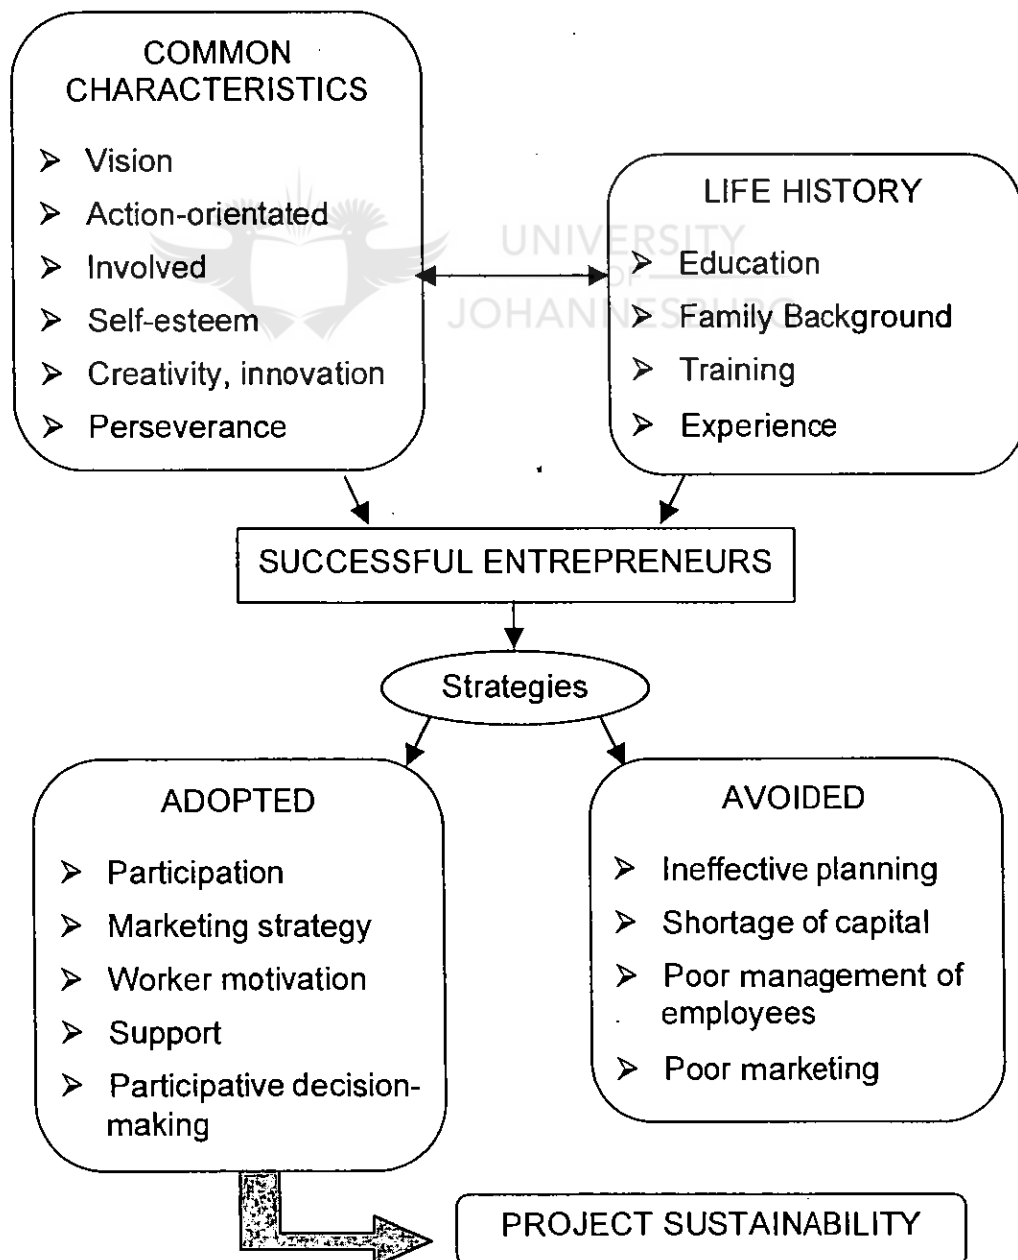 COMMON
CHARACTERISTICS
➢ Vision
➢ Action-orientated
➢ Involved
➢ Self-esteem
➢ Creativity, innovation
➢ Perseverance
LIFE HISTORY
➢ Education
➢ Family Background
➢ Training
➢ Experience
UNIVERSITY
OF
JOHANNESBURG
SUCCESSFUL ENTREPRENEURS
Strategies
ADOPTED
➢ Participation
➢ Marketing strategy
➢ Worker motivation
➢ Support
➢ Participative decision-
making
AVOIDED
➢ Ineffective planning
➢ Shortage of capital
➢ Poor management of
employees
➢ Poor marketing
PROJECT SUSTAINABILITY